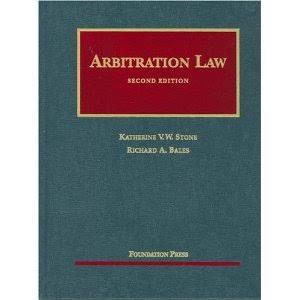 ARBITRATION LAW
SECOND EDITION
KATHERINE V.W. STONE
RICHARD A. BALES
FOUNDATION PRESS